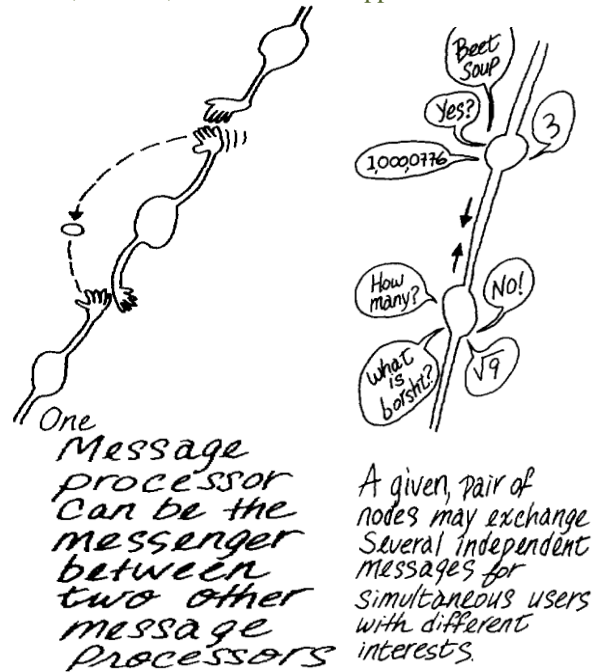 One
Message
processor
Can be the
messenger
between
two other
message
processors
Beet
Soup
Yes?
3
1,000,0776
How
many?
NO!
What
is
borsht?
√9
A given, pair of
nodes may exchange
Several independent
messages for
simultaneous users
with different
interests.